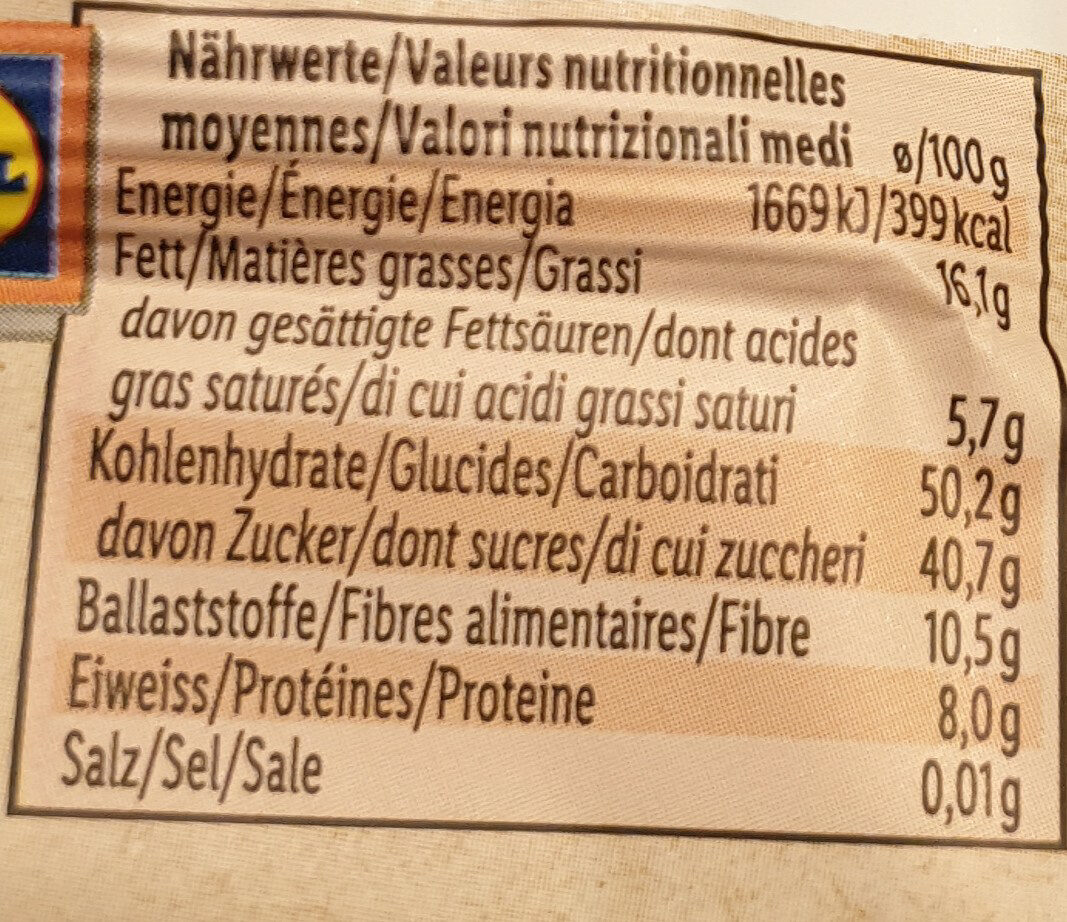 Nährwerte/Valeurs nutritionnelles
moyennes/Valori nutrizionali medi ø/100g
Energie/Énergie/Energia 1669 kJ/399 kcal
Fett/Matières grasses/Grassi 16,1g
davon gesättigte Fettsäuren/dont acides
gras saturés/di cui acidi grassi saturi 5,7g
Kohlenhydrate/Glucides/Carboidrati 50,2g
davon Zucker/dont sucres/di cui zuccheri 40,7g
Ballaststoffe/Fibres alimentaires/Fibre 10,5g
Eiweiss/Protéines/Proteine 8,0g
Salz/Sel/Sale 0,01g